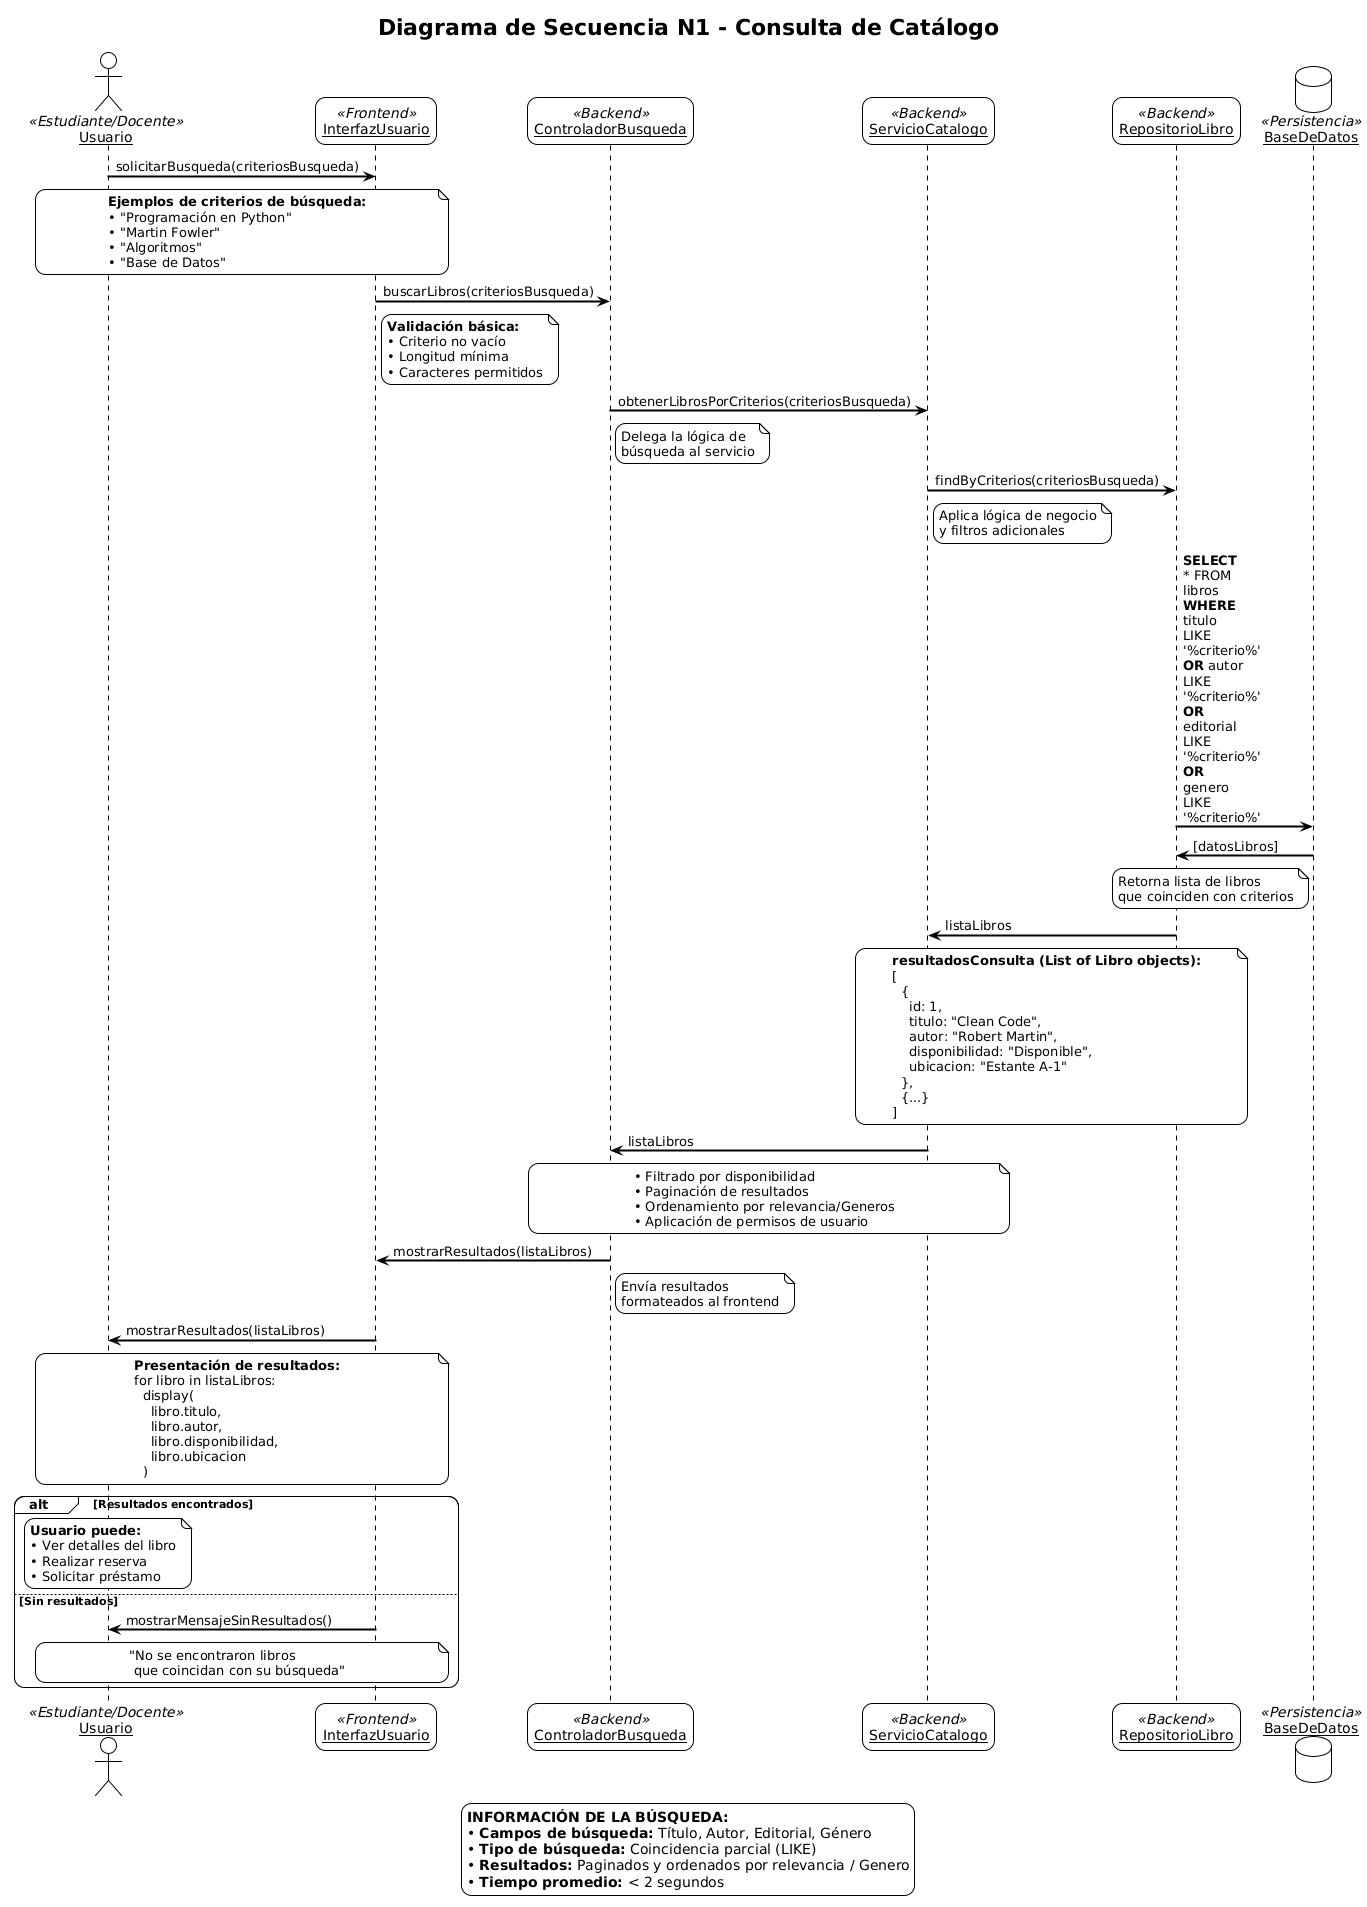 Diagrama de Secuencia N1 - Consulta de Catálogo
«Estudiante/Docente»
Usuario
«Frontend»
InterfazUsuario
«Backend»
ControladorBusqueda
«Backend»
ServicioCatalogo
«Backend»
RepositorioLibro
«Persistencia»
BaseDeDatos
solicitarBusqueda(criteriosBusqueda)
Ejemplos de criterios de búsqueda:
• "Programación en Python"
• "Martin Fowler"
• "Algoritmos"
• "Base de Datos"
buscarLibros(criteriosBusqueda)
Validación básica:
• Criterio no vacío
• Longitud mínima
• Caracteres permitidos
obtenerLibrosPorCriterios(criteriosBusqueda)
Delega la lógica de
búsqueda al servicio
findByCriterios(criteriosBusqueda)
Aplica lógica de negocio
y filtros adicionales
SELECT
* FROM
libros
WHERE
titulo
LIKE
'%criterio%'
OR autor
LIKE
'%criterio%'
OR
editorial
LIKE
'%criterio%'
OR
genero
LIKE
'%criterio%'
[datosLibros]
Retorna lista de libros
que coinciden con criterios
listaLibros
resultadosConsulta (List of Libro objects):
[
{
id: 1,
titulo: "Clean Code",
autor: "Robert Martin",
disponibilidad: "Disponible",
ubicacion: "Estante A-1"
},
{...}
]
listaLibros
• Filtrado por disponibilidad
• Paginación de resultados
• Ordenamiento por relevancia/Generos
• Aplicación de permisos de usuario
mostrarResultados(listaLibros)
Envía resultados
formateados al frontend
mostrarResultados(listaLibros)
Presentación de resultados:
for libro in listaLibros:
display(
libro.titulo,
libro.autor,
libro.disponibilidad,
libro.ubicacion
)
alt [Resultados encontrados]
Usuario puede:
• Ver detalles del libro
• Realizar reserva
• Solicitar préstamo
[Sin resultados]
mostrarMensajeSinResultados()
"No se encontraron libros
que coincidan con su búsqueda"
«Estudiante/Docente»
Usuario
«Frontend»
InterfazUsuario
«Backend»
ControladorBusqueda
«Backend»
ServicioCatalogo
«Backend»
RepositorioLibro
«Persistencia»
BaseDeDatos
INFORMACIÓN DE LA BÚSQUEDA:
• Campos de búsqueda: Título, Autor, Editorial, Género
• Tipo de búsqueda: Coincidencia parcial (LIKE)
• Resultados: Paginados y ordenados por relevancia / Genero
• Tiempo promedio: < 2 segundos